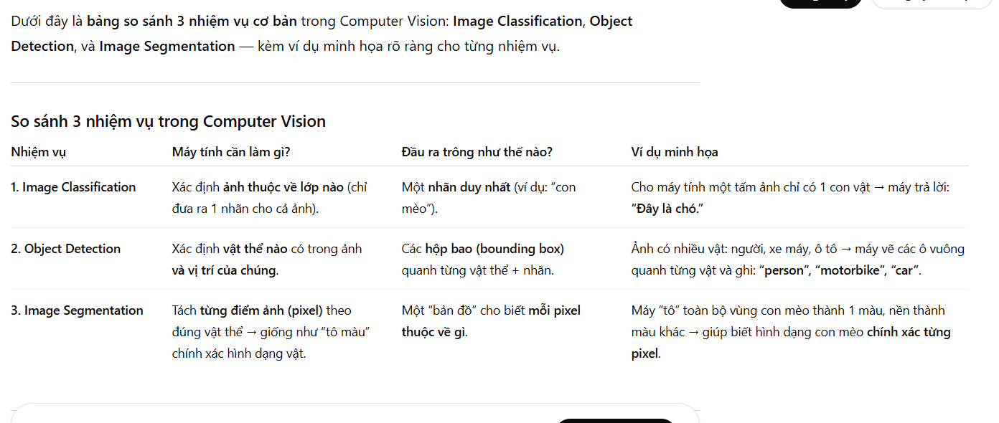 Dưới đây là bảng so sánh 3 nhiệm vụ cơ bản trong Computer Vision: Image Classification, Object
Detection, và Image Segmentation — kèm ví dụ minh họa rõ ràng cho từng nhiệm vụ.
So sánh 3 nhiệm vụ trong Computer Vision
Nhiệm vụ Máy tính cần làm gì? Đầu ra trông như thế nào? Ví dụ minh họa
1. Image Classification
Xác định ảnh thuộc về lớp nào (chỉ
đưa ra 1 nhãn cho cả ảnh).
Một nhãn duy nhất (ví dụ: “con
mèo”).
Cho máy tính một tấm ảnh chỉ có 1 con vật → máy trả lời:
“Đây là chó.”
2. Object Detection
Xác định vật thể nào có trong ảnh
và vị trí của chúng.
Các hộp bao (bounding box)
quanh từng vật thể + nhãn.
Ảnh có nhiều vật: người, xe máy, ô tô → máy vẽ các ô vuông
quanh từng vật và ghi: “person”, “motorbike”, “car”.
3. Image Segmentation
Tách từng điểm ảnh (pixel) theo
đúng vật thể → giống như “tô màu”
chính xác hình dạng vật.
Một “bản đồ” cho biết mỗi pixel
thuộc về gì.
Máy “tô” toàn bộ vùng con mèo thành 1 màu, nền thành
màu khác → giúp biết hình dạng con mèo chính xác từng
pixel.